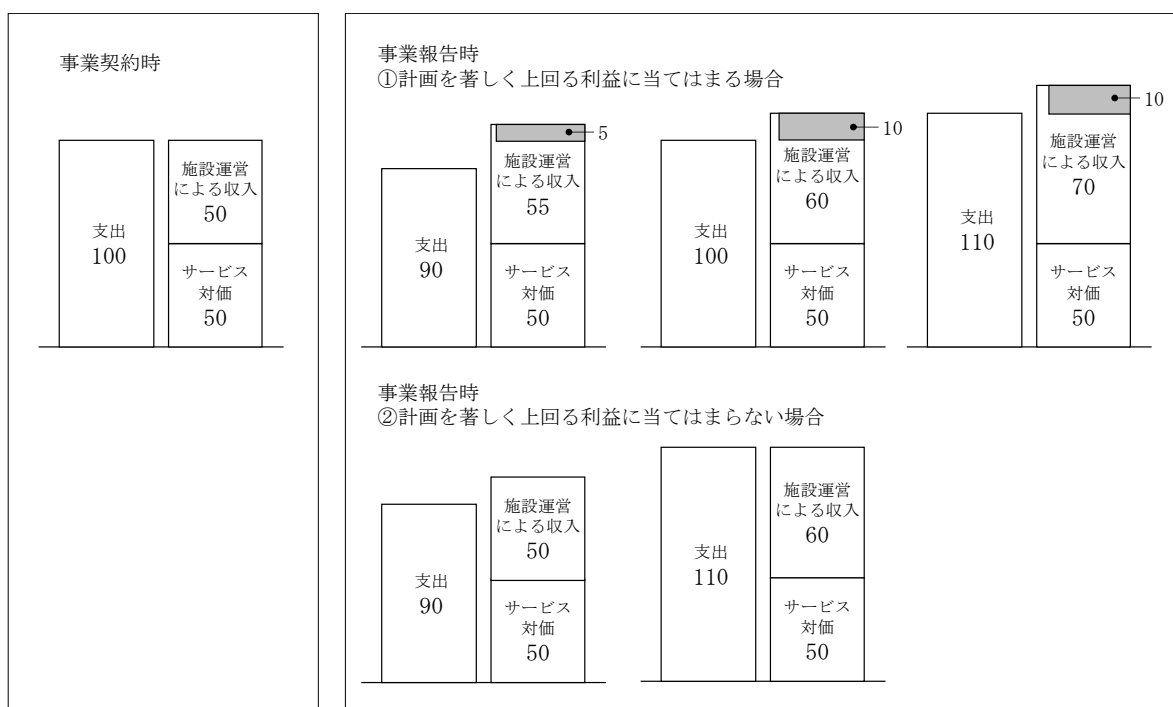 事業契約時
支出
100
施設運営
による収入
50
サービス
対価
50
事業報告時
①計画を著しく上回る利益に当てはまる場合
支出
90
5
施設運営
による収入
55
サービス
対価
50
支出
100
10
施設運営
による収入
60
サービス
対価
50
支出
110
10
施設運営
による収入
70
サービス
対価
50
事業報告時
②計画を著しく上回る利益に当てはまらない場合
支出
90
施設運営
による収入
50
サービス
対価
50
支出
110
施設運営
による収入
60
サービス
対価
50